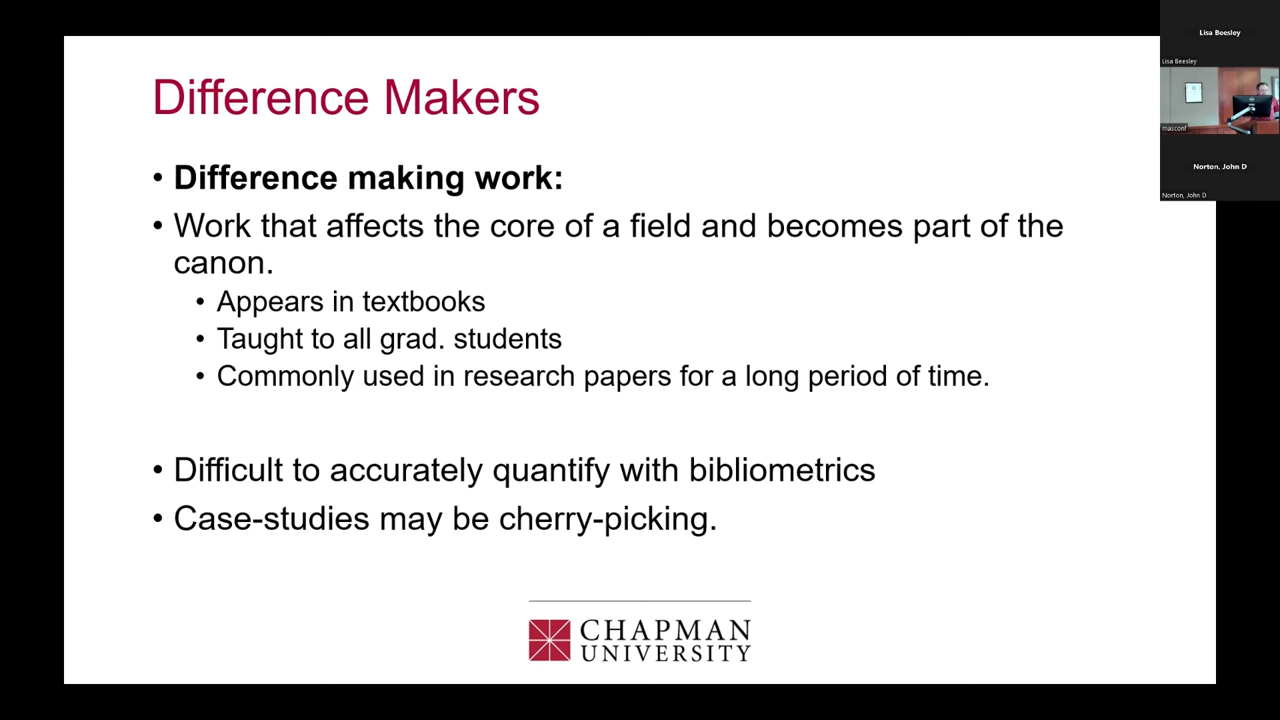 Difference Makers
• Difference making work:
• Work that affects the core of a field and becomes part of the
canon.
• Appears in textbooks
• Taught to all grad. students
• Commonly used in research papers for a long period of time.
• Difficult to accurately quantify with bibliometrics
• Case-studies may be cherry-picking.
CHAPMAN
UNIVERSITY
Lisa Beesley
Lisa Beesley
masconf
Norton, John D
Norton, John D